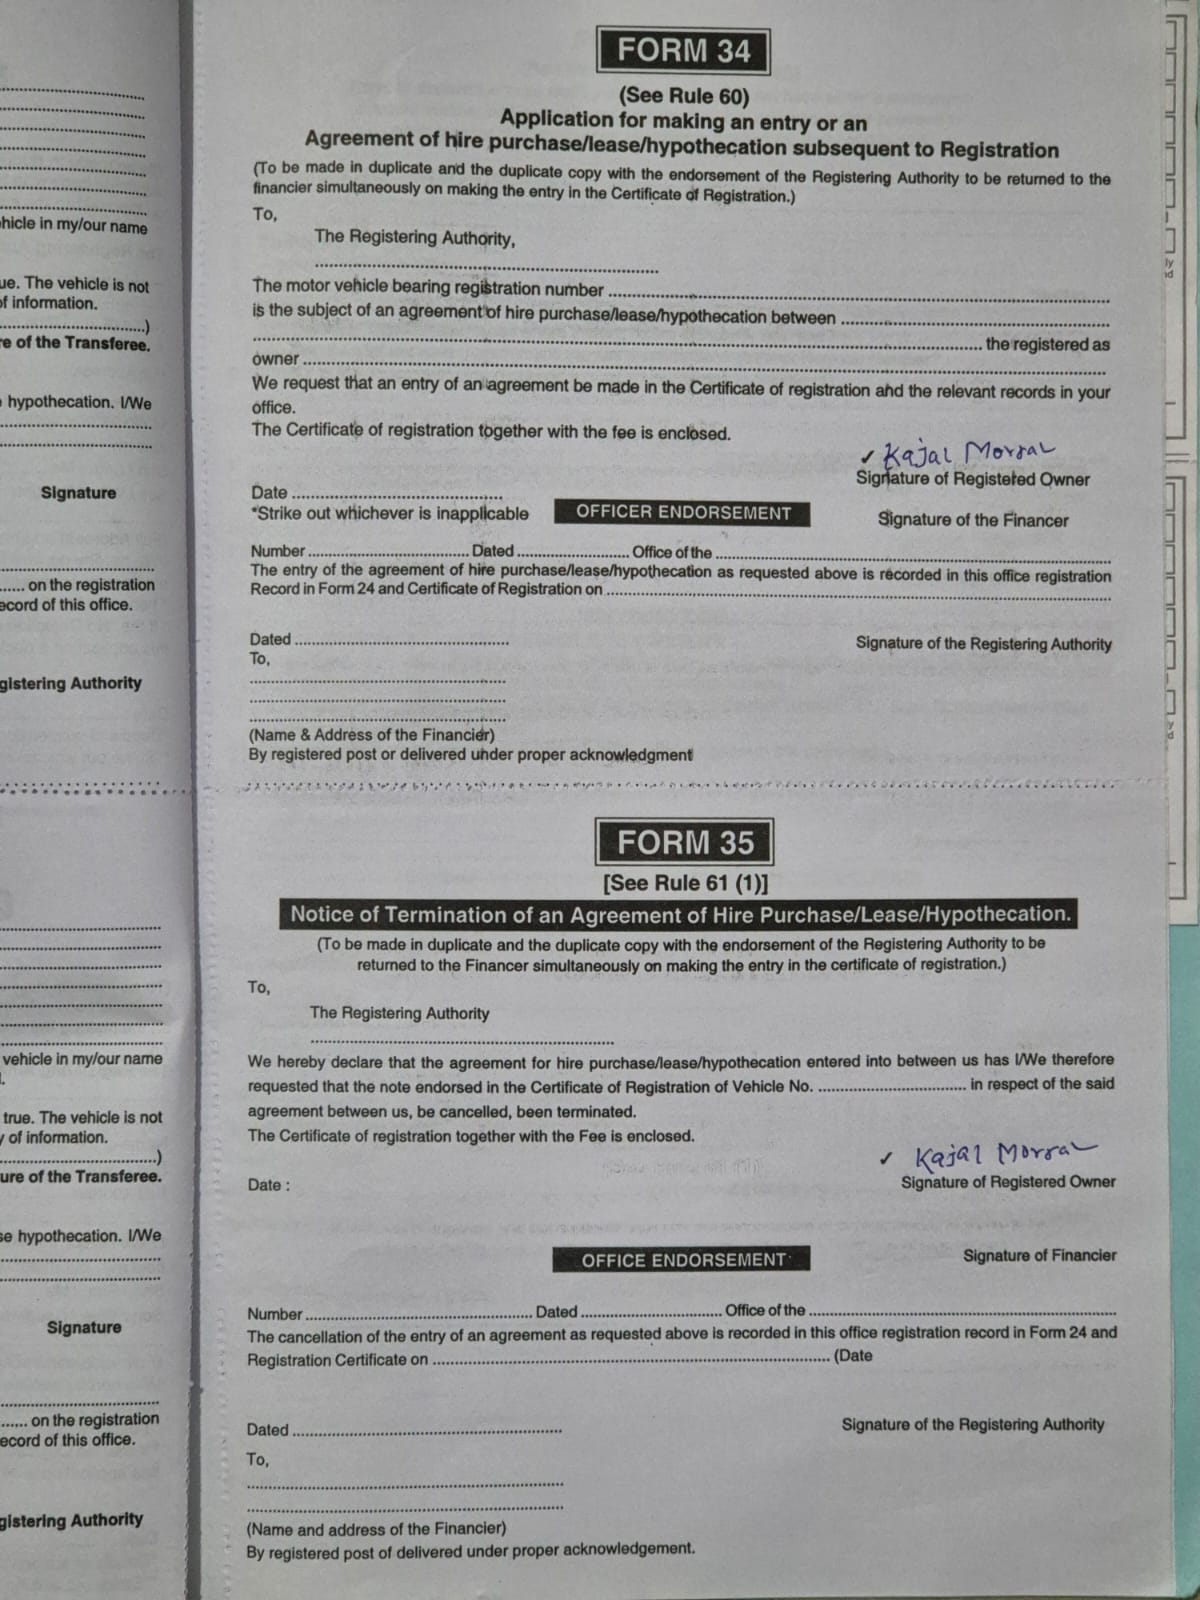 hicle in my/our name
ue. The vehicle is not
of information.
......................................)
re of the Transferee.
hypothecation. I/We
Signature
...... on the registration
ecord of this office.
gistering Authority
vehicle in my/our name
true. The vehicle is not
y of information.
......................................)
ure of the Transferee.
se hypothecation. I/We
Signature
...... on the registration
ecord of this office.
gistering Authority
FORM 34
(See Rule 60)
Application for making an entry or an
Agreement of hire purchase/lease/hypothecation subsequent to Registration
(To be made in duplicate and the duplicate copy with the endorsement of the Registering Authority to be returned to the
financier simultaneously on making the entry in the Certificate of Registration.)
To,
The Registering Authority,
......................................
The motor vehicle bearing registration number ......................................
is the subject of an agreement of hire purchase/lease/hypothecation between ......................................
...................................... the registered as
owner ......................................
We request that an entry of an agreement be made in the Certificate of registration and the relevant records in your
office.
The Certificate of registration together with the fee is enclosed.
✓ Kajal Morsal
Signature of Registered Owner
Date ......................................
*Strike out whichever is inapplicable
OFFICER ENDORSEMENT
Signature of the Financer
Number ...................................... Dated ............................ Office of the ......................................
The entry of the agreement of hire purchase/lease/hypothecation as requested above is recorded in this office registration
Record in Form 24 and Certificate of Registration on ......................................
Dated ......................................
Signature of the Registering Authority
To,
......................................
......................................
......................................
(Name & Address of the Financier)
By registered post or delivered under proper acknowledgment
FORM 35
[See Rule 61 (1)]
Notice of Termination of an Agreement of Hire Purchase/Lease/Hypothecation.
(To be made in duplicate and the duplicate copy with the endorsement of the Registering Authority to be
returned to the Financer simultaneously on making the entry in the certificate of registration.)
To,
The Registering Authority
......................................
We hereby declare that the agreement for hire purchase/lease/hypothecation entered into between us has I/We therefore
requested that the note endorsed in the Certificate of Registration of Vehicle No. ...................................... in respect of the said
agreement between us, be cancelled, been terminated.
The Certificate of registration together with the Fee is enclosed.
✓ Kajal Morsal
Date :
Signature of Registered Owner
OFFICE ENDORSEMENT
Signature of Financier
Number ...................................... Dated ...................................... Office of the ......................................
The cancellation of the entry of an agreement as requested above is recorded in this office registration record in Form 24 and
Registration Certificate on ...................................... (Date
Dated ......................................
Signature of the Registering Authority
To,
......................................
......................................
(Name and address of the Financier)
By registered post of delivered under proper acknowledgement.